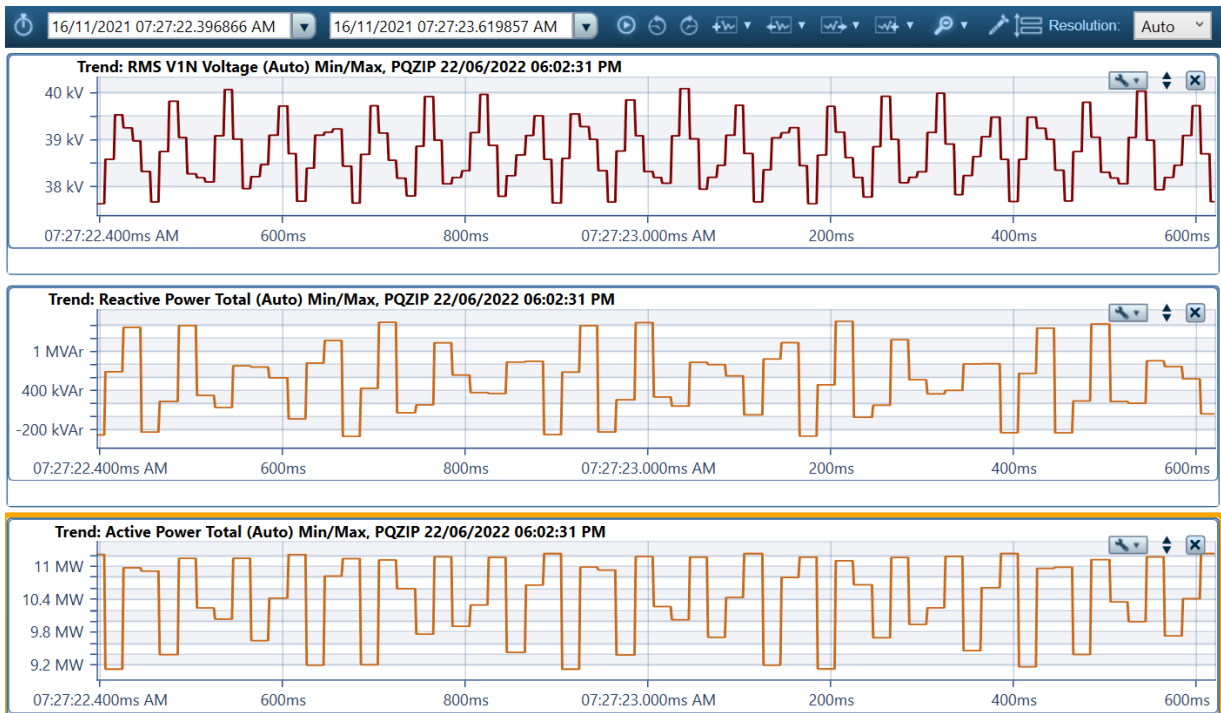 16/11/2021 07:27:22.396866 AM 16/11/2021 07:27:23.619857 AM Resolution: Auto
Trend: RMS V1N Voltage (Auto) Min/Max, PQZIP 22/06/2022 06:02:31 PM
40 kV
39 kV
38 kV
07:27:22.400ms AM 600ms 800ms 07:27:23.000ms AM 200ms 400ms 600ms
Trend: Reactive Power Total (Auto) Min/Max, PQZIP 22/06/2022 06:02:31 PM
1 MVAr
400 kVAr
-200 kVAr
07:27:22.400ms AM 600ms 800ms 07:27:23.000ms AM 200ms 400ms 600ms
Trend: Active Power Total (Auto) Min/Max, PQZIP 22/06/2022 06:02:31 PM
11 MW
10.4 MW
9.8 MW
9.2 MW
07:27:22.400ms AM 600ms 800ms 07:27:23.000ms AM 200ms 400ms 600ms